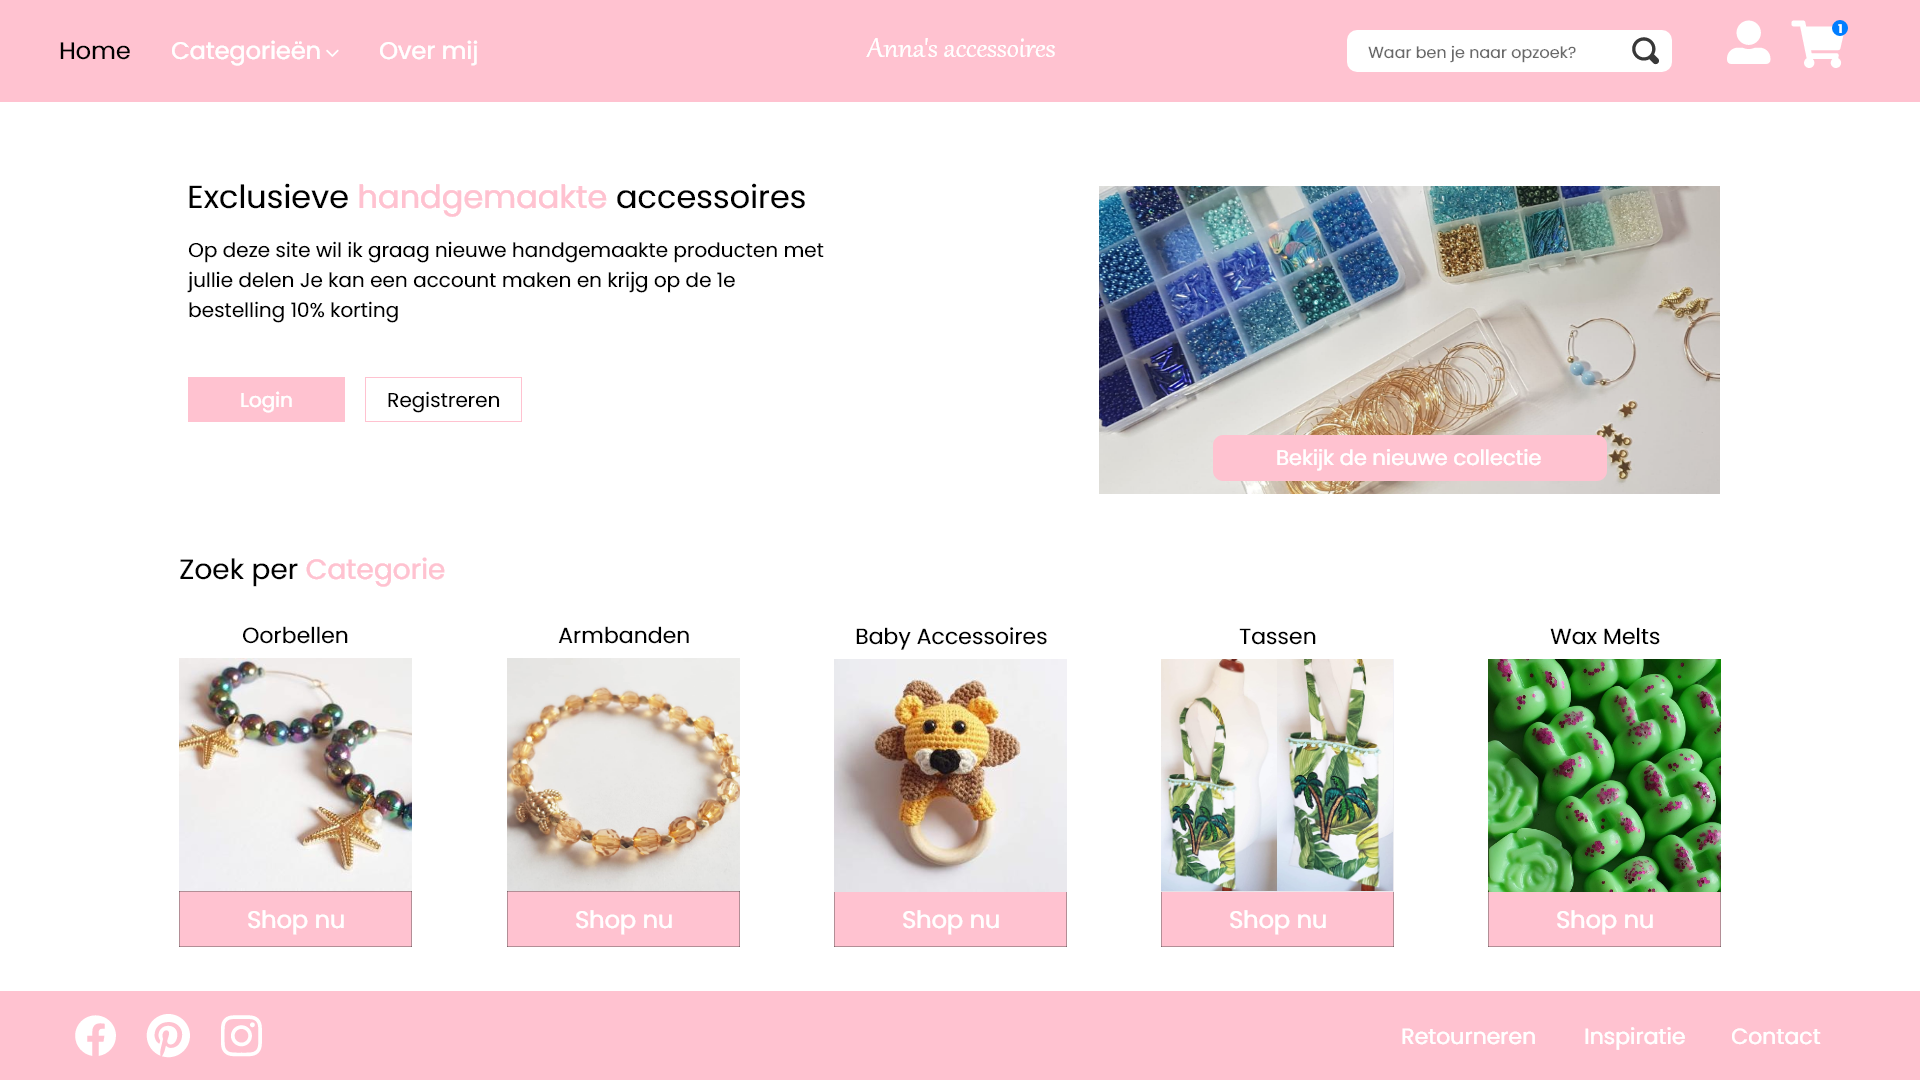 Home Categorieën Over mij Anna's accessoires Waar ben je naar opzoek? 1
Exclusieve handgemaakte accessoires
Op deze site wil ik graag nieuwe handgemaakte producten met
jullie delen Je kan een account maken en krijg op de 1e
bestelling 10% korting
Login Registreren
Bekijk de nieuwe collectie
Zoek per Categorie
Oorbellen Armbanden Baby Accessoires Tassen Wax Melts
Shop nu Shop nu Shop nu Shop nu Shop nu
Retourneren Inspiratie Contact